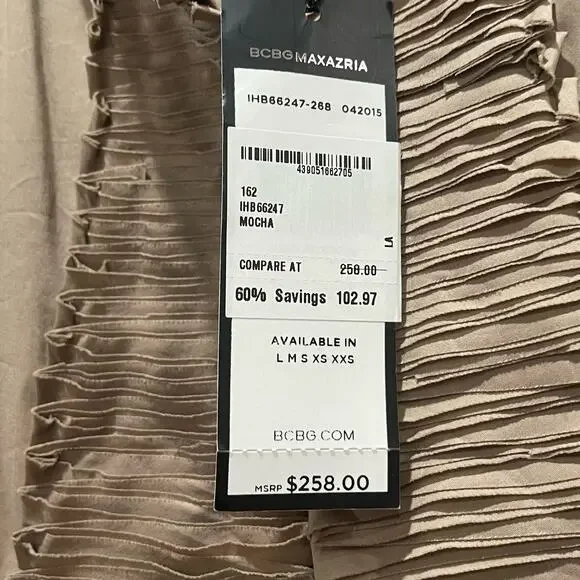 BCBGMAXAZRIA
IHB66247-268 042015
439051662705
162
IHB66247
MOCHA
LA
COMPARE AT 258.00
60% Savings 102.97
AVAILABLE IN
L M S XS XXS
BCBG.COM
MSRP $258.00